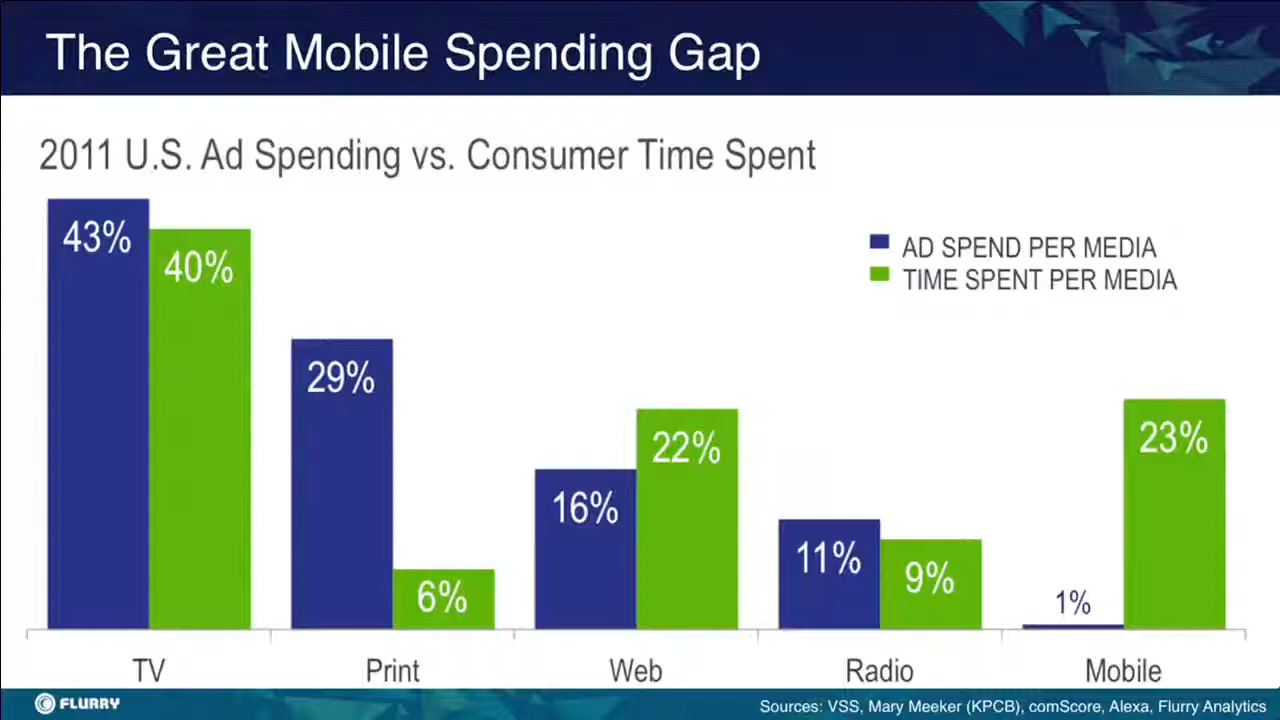 The Great Mobile Spending Gap
2011 U.S. Ad Spending vs. Consumer Time Spent
43%
40%
29%
6%
16%
22%
11%
9%
1%
23%
AD SPEND PER MEDIA
TIME SPENT PER MEDIA
TV
Print
Web
Radio
Mobile
FLURRY
Sources: VSS, Mary Meeker (KPCB), comScore, Alexa, Flurry Analytics